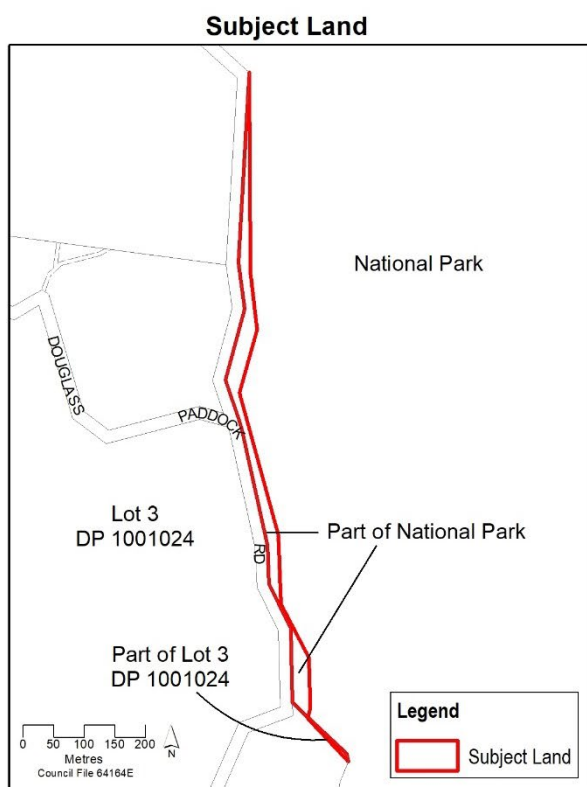 Subject Land
National Park
DOUGLASS
PADDOCK
RD
Lot 3
DP 1001024
Part of National Park
Part of Lot 3
DP 1001024
0 50 100 150 200
Metres
Council File 64164E
N
Legend
Subject Land